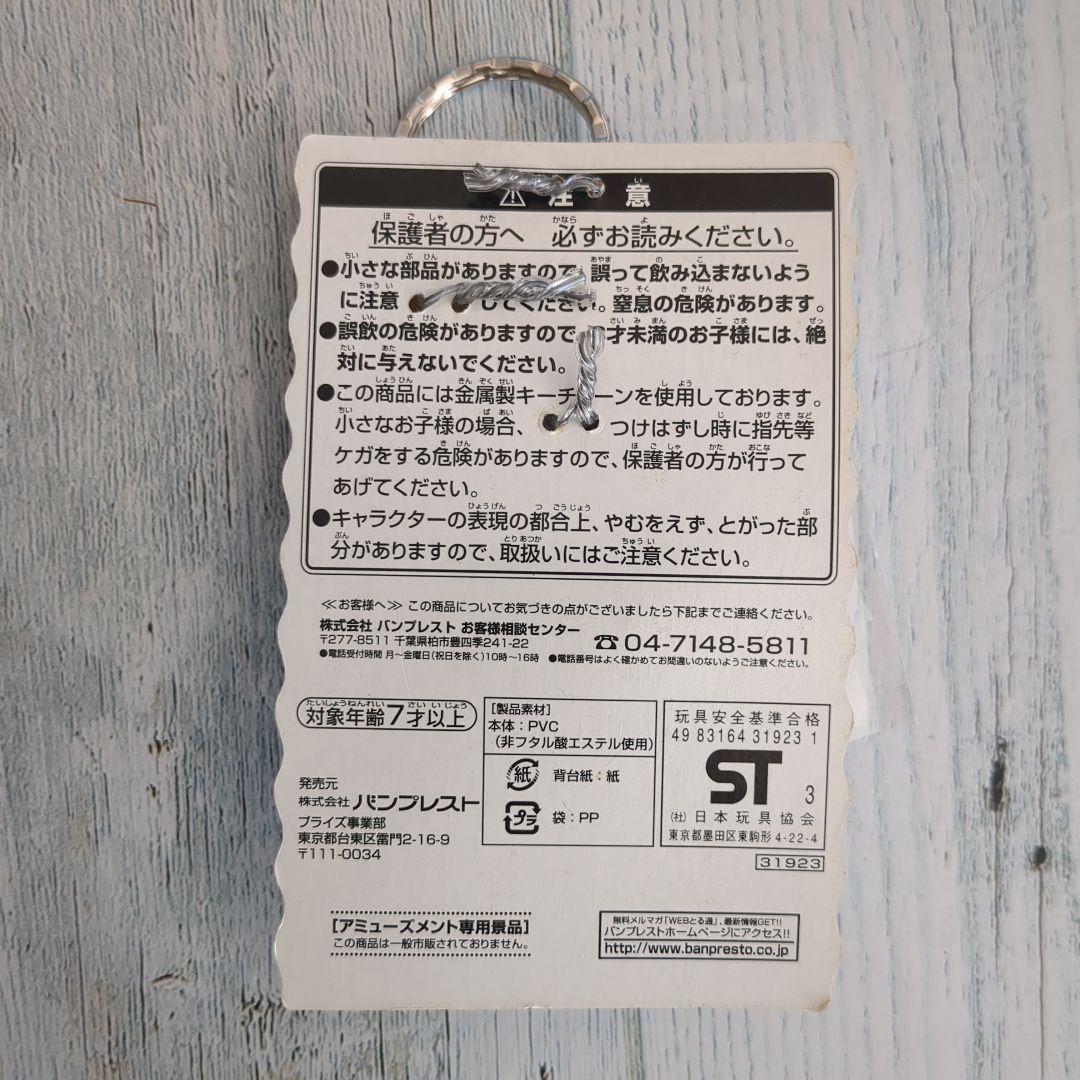 注 意
保護者の方へ 必ずお読みください。
●小さな部品がありますので 誤って飲み込まないよう
に注意 してください。窒息の危険があります。
●誤飲の危険がありますので 才未満のお子様には、絶
対に与えないでください。
●この商品には金属製キーチ ーンを使用しております。
小さなお子様の場合、 つけはずし時に指先等
ケガをする危険がありますので、保護者の方が行って
あげてください。
●キャラクターの表現の都合上、やむをえず、とがった部
分がありますので、取扱いにはご注意ください。
≪お客様へ≫ この商品についてお気づきの点がございましたら下記までご連絡ください。
株式会社 バンプレスト お客様相談センター
〒277-8511 千葉県柏市豊四季241-22
☎04-7148-5811
●電話受付時間 月〜金曜日(祝日を除く)10時〜16時 ●電話番号はよく確かめてお間違いのないようご注意ください。
対象年齢7才以上
発売元
株式会社 バンプレスト
プライズ事業部
東京都台東区雷門2-16-9
〒111-0034
[製品素材]
本体：PVC
(非フタル酸エステル使用)
紙 背台紙：紙
プラ 袋：PP
玩具安全基準合格
49 83164 31923 1
ST 3
(社)日本玩具協会
東京都墨田区東駒形4-22-4
31923
[アミューズメント専用景品]
この商品は一般市販されておりません。
無料メルマガ「WEBとる通」、最新情報GET!!
バンプレストホームページにアクセス!!
http://www.banpresto.co.jp